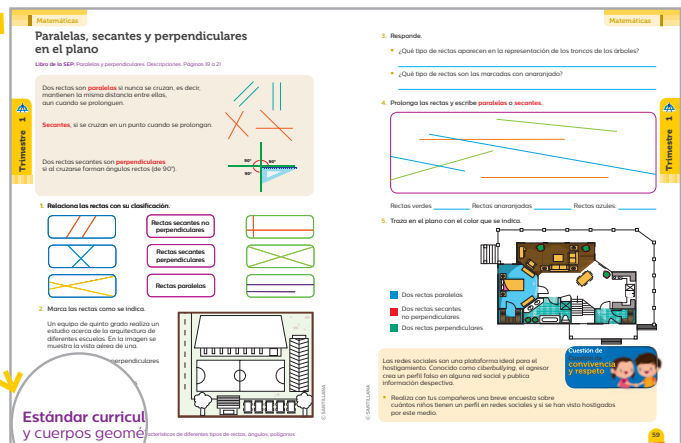 Matemáticas
Paralelas, secantes y perpendiculares
en el plano
Libro de la SEP: Paralelas y perpendiculares. Descripciones. Páginas 19 a 21
Dos rectas son paralelas si nunca se cruzan, es decir,
mantienen la misma distancia entre ellas,
aun cuando se prolonguen.
Secantes, si se cruzan en un punto cuando se prolongan.
Dos rectas secantes son perpendiculares
si al cruzarse forman ángulos rectos (de 90°).
90° 90°
90°
Trimestre 1
1. Relaciona las rectas con su clasificación.
Rectas secantes no
perpendiculares
Rectas secantes
perpendiculares
Rectas paralelas
2. Marca las rectas como se indica.
Un equipo de quinto grado realiza un
estudio acerca de la arquitectura de
diferentes escuelas. En la imagen se
muestra la vista aérea de una.
perpendiculares
© SANTILLANA
Estándar curricul
y cuerpos geomé
características de diferentes tipos de rectas, ángulos, polígonos
Matemáticas
3. Responde.
¿Qué tipo de rectas aparecen en la representación de los troncos de los árboles?
¿Qué tipo de rectas son las marcadas con anaranjado?
4. Prolonga las rectas y escribe paralelas o secantes.
Rectas verdes Rectas anaranjadas Rectas azules:
5. Traza en el plano con el color que se indica.
Dos rectas paralelas
Dos rectas secantes
no perpendiculares
Dos rectas perpendiculares
Trimestre 1
Las redes sociales son una plataforma ideal para el
hostigamiento. Conocido como ciberbullying, el agresor
crea un perfil falso en alguna red social y publica
información despectiva.
Realiza con tus compañeros una breve encuesta sobre
cuántos niños tienen un perfil en redes sociales y si se han visto hostigados
por este medio.
Cuestión de
convivencia
y respeto
© SANTILLANA
59